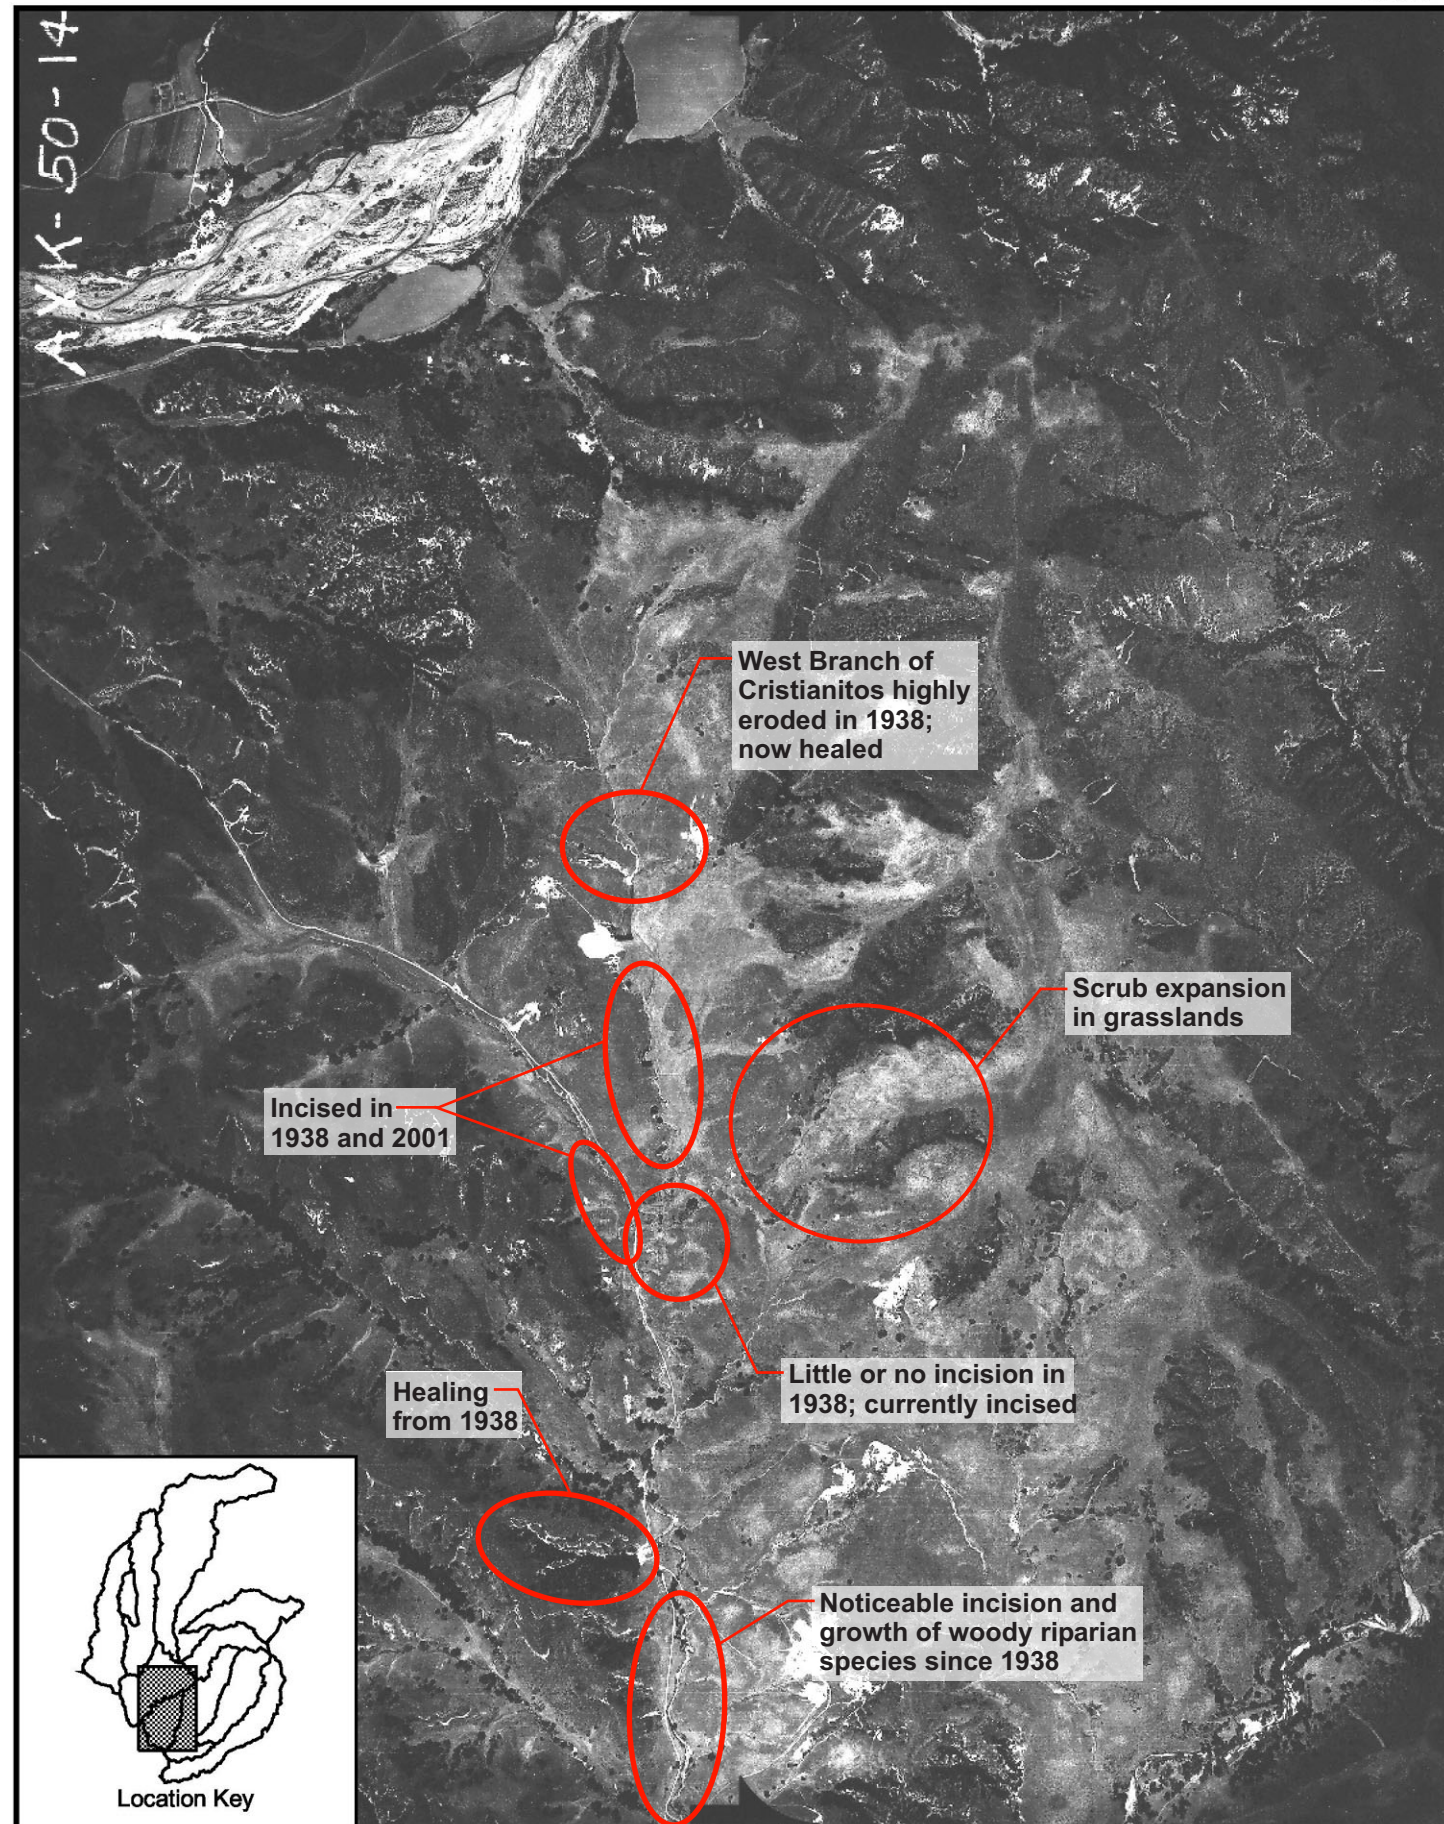 K-50-14
West Branch of
Cristianitos highly
eroded in 1938;
now healed
Scrub expansion
in grasslands
Incised in
1938 and 2001
Little or no incision in
1938; currently incised
Healing
from 1938
Noticeable incision and
growth of woody riparian
species since 1938
Location Key